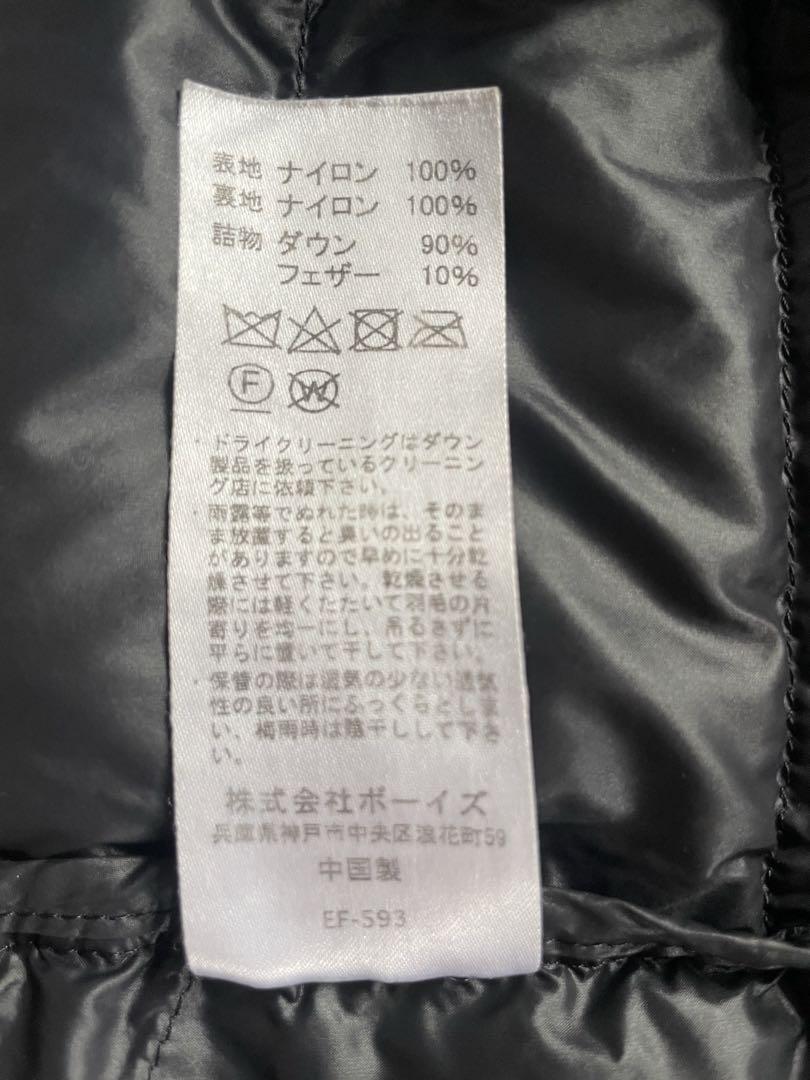 表地 ナイロン 100%
裏地 ナイロン 100%
詰物 ダウン 90%
フェザー 10%
F
W
・ドライクリーニングはダウン
製品を扱っているクリーニン
グ店に依頼下さい。
・雨露等でぬれた時は、そのま
ま放置すると臭いの出ること
がありますので早めに十分乾
燥させて下さい。乾燥させる
際には軽くたたいて羽毛の片
寄りを均一にし、吊るさずに
平らに置いて干して下さい。
・保管の際は湿気の少ない通気
性の良い所にふっくらとしま
い、梅雨時は陰干しして下さ
い。
株式会社ボーイズ
兵庫県神戸市中央区浪花町59
中国製
EF-593